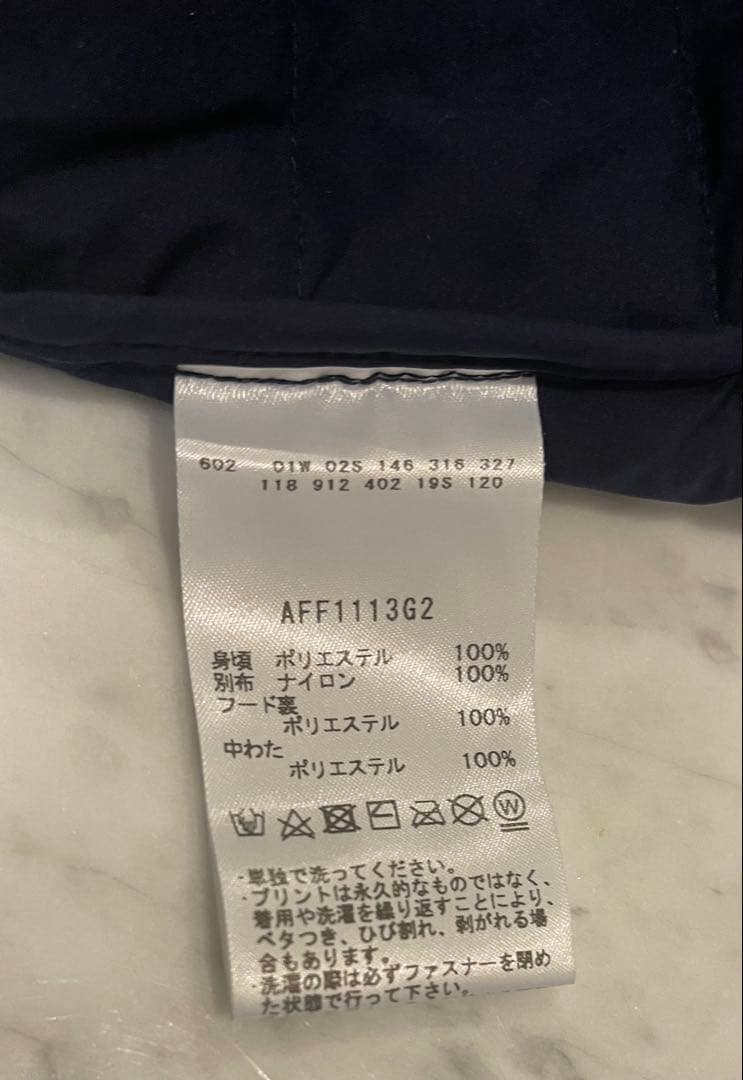 602 01W 02S 146 316 327
118 912 402 19S 120
AFF1113G2
身頃 ポリエステル 100%
別布 ナイロン 100%
フード裏
ポリエステル 100%
中わた
ポリエステル 100%
W
・単独で洗ってください。
・プリントは永久的なものではなく、
着用や洗濯を繰り返すことにより、
ベタつき、ひび割れ、剥がれる場
合もあります。
・洗濯の際は必ずファスナーを閉め
た状態で行って下さい。